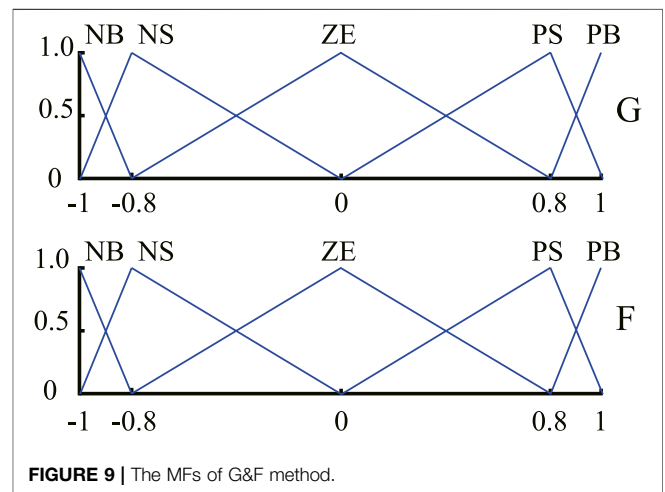 NB NS ZE PS PB
1.0
0.5
G
0
-1 -0.8 0 0.8 1
NB NS ZE PS PB
1.0
0.5
F
0
-1 -0.8 0 0.8 1
FIGURE 9 | The MFs of G&F method.